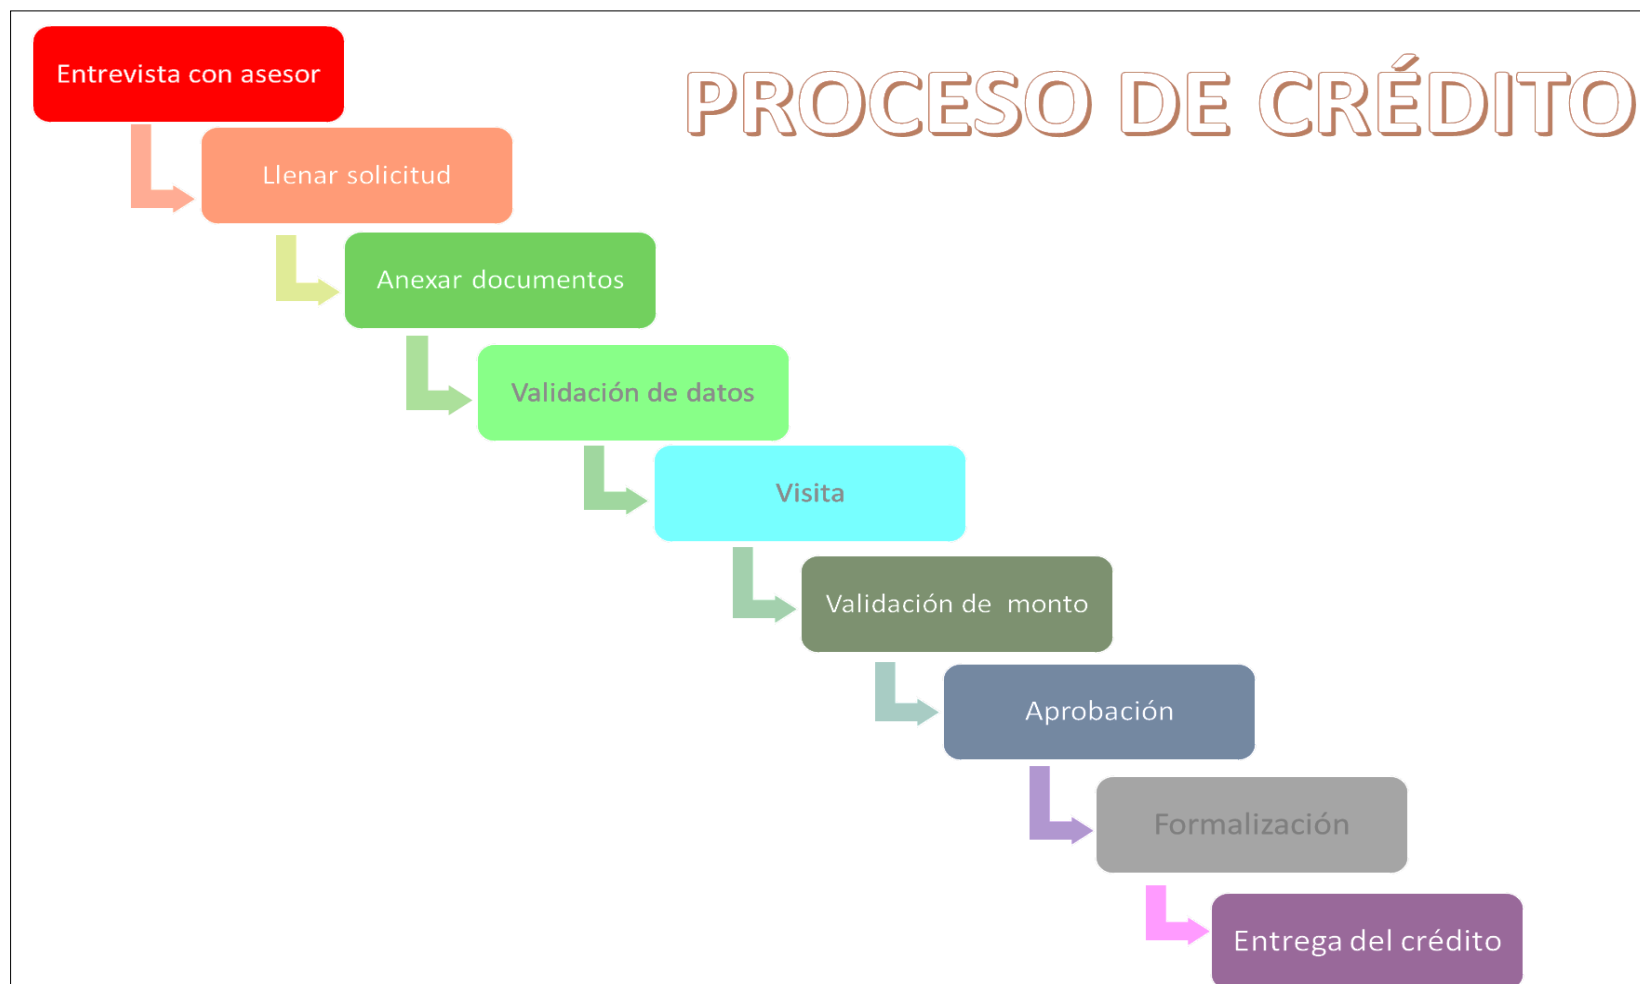 PROCESO DE CRÉDITO
Entrevista con asesor
Llenar solicitud
Anexar documentos
Validación de datos
Visita
Validación de  monto
Aprobación
Formalización
Entrega del crédito